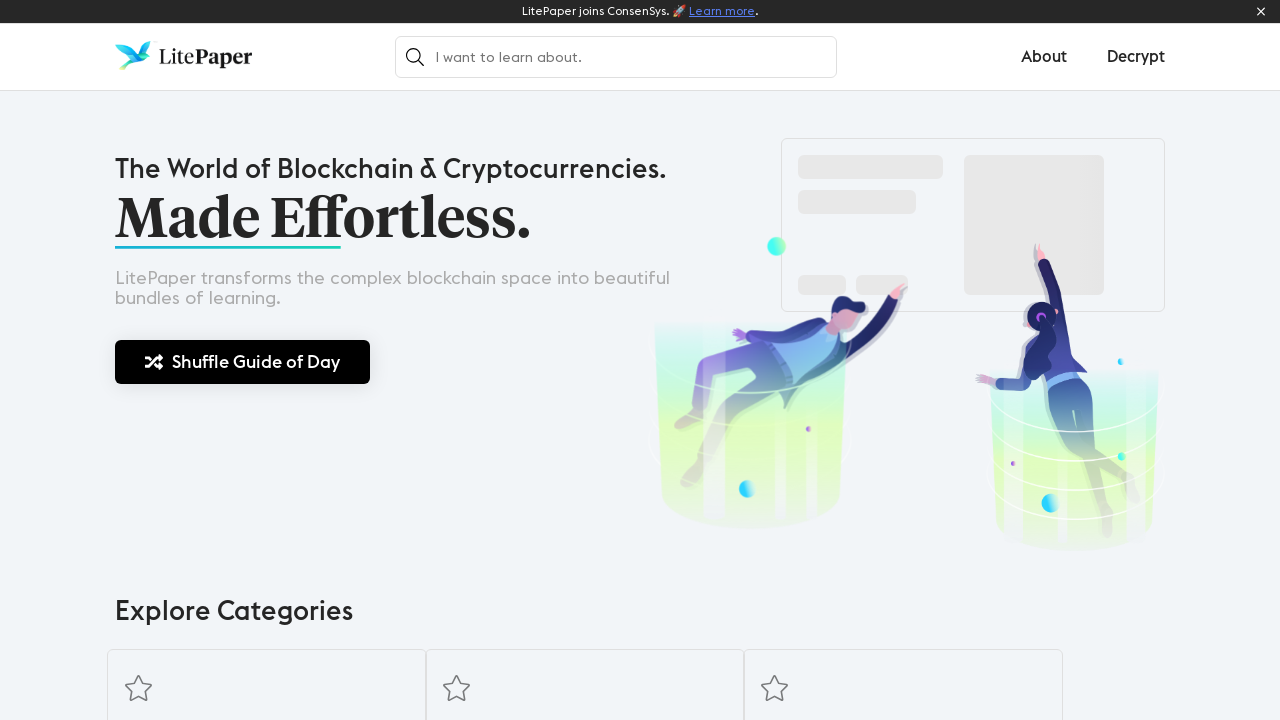 LitePaper joins ConsenSys. 🚀 Learn more.
LitePaper
I want to learn about.
About
Decrypt
The World of Blockchain & Cryptocurrencies.
Made Effortless.
LitePaper transforms the complex blockchain space into beautiful
bundles of learning.
Shuffle Guide of Day
Explore Categories